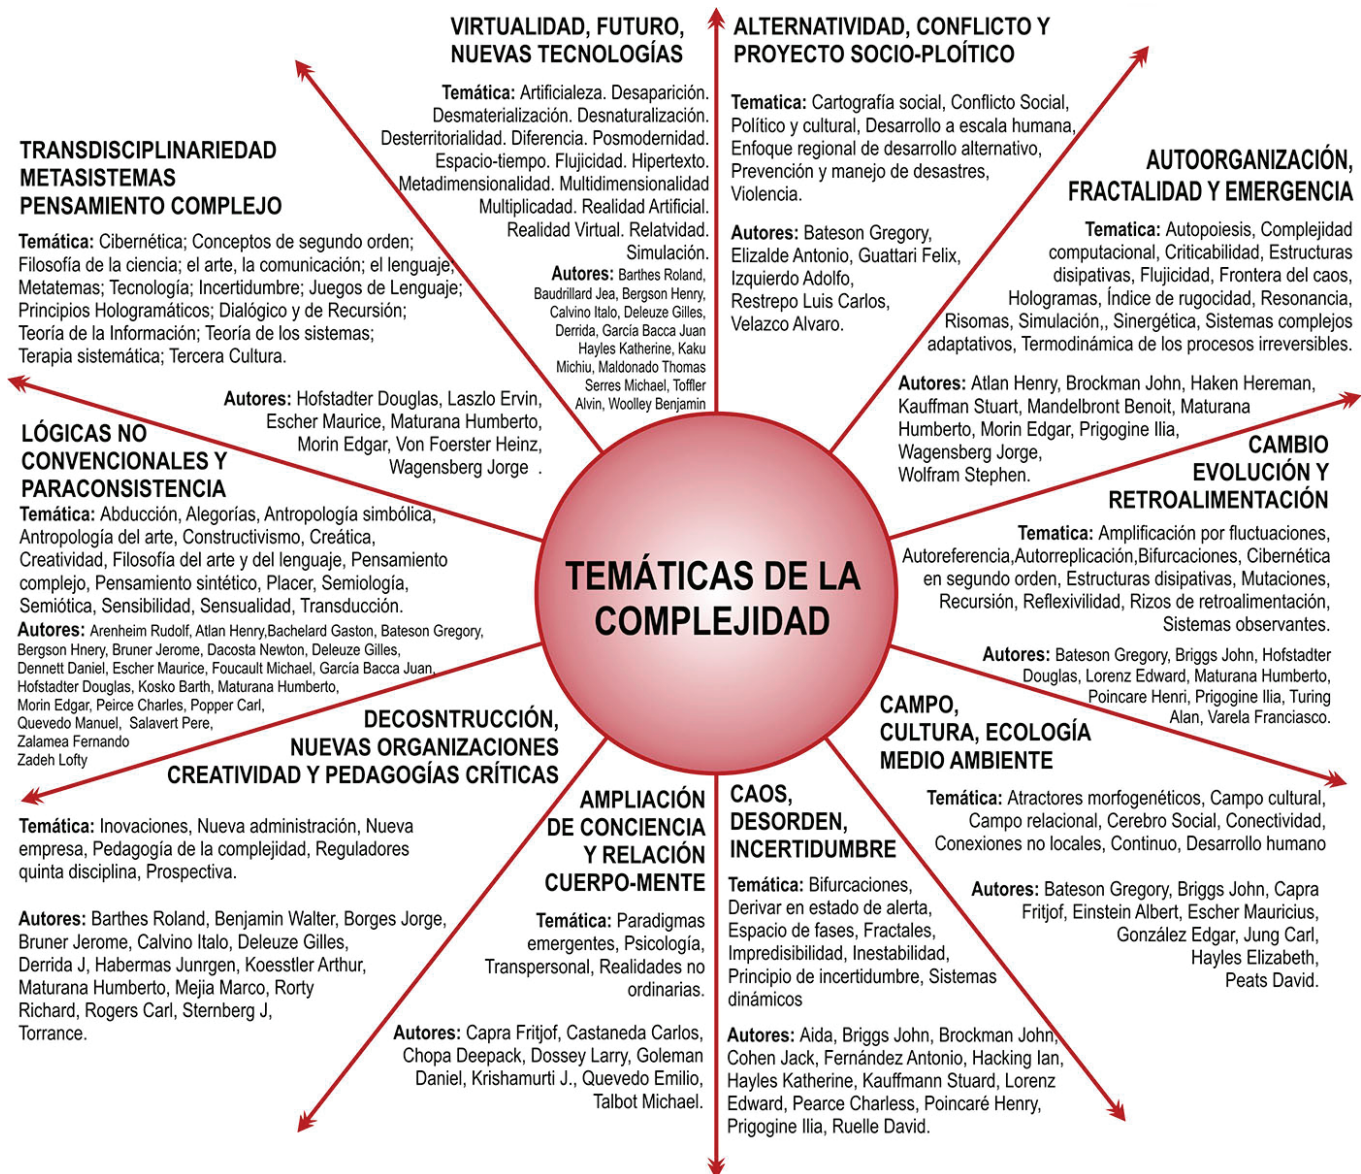 VIRTUALIDAD, FUTURO,
NUEVAS TECNOLOGÍAS
Temática: Artificialeza. Desaparición.
Desmaterialización. Desnaturalización.
Desterritorialidad. Diferencia. Posmodernidad.
Espacio-tiempo. Flujicidad. Hipertexto.
Metadimensionalidad. Multidimensionalidad
Multiplicadad. Realidad Artificial.
Realidad Virtual. Relatvidad.
Simulación.
Autores: Barthes Roland,
Baudrillard Jea, Bergson Henry,
Calvino Italo, Deleuze Gilles,
Derrida, García Bacca Juan
Hayles Katherine, Kaku
Michiu, Maldonado Thomas
Serres Michael, Toffler
Alvin, Woolley Benjamin
ALTERNATIVIDAD, CONFLICTO Y
PROYECTO SOCIO-PLOÍTICO
Tematica: Cartografía social, Conflicto Social,
Político y cultural, Desarrollo a escala humana,
Enfoque regional de desarrollo alternativo,
Prevención y manejo de desastres,
Violencia.
Autores: Bateson Gregory,
Elizalde Antonio, Guattari Felix,
Izquierdo Adolfo,
Restrepo Luis Carlos,
Velazco Alvaro.
AUTOORGANIZACIÓN,
FRACTALIDAD Y EMERGENCIA
Tematica: Autopoiesis, Complejidad
computacional, Criticabilidad, Estructuras
disipativas, Flujicidad, Frontera del caos,
Hologramas, Índice de rugocidad, Resonancia,
Risomas, Simulación,, Sinergética, Sistemas complejos
adaptativos, Termodinámica de los procesos irreversibles.
Autores: Atlan Henry, Brockman John, Haken Hereman,
Kauffman Stuart, Mandelbront Benoit, Maturana
Humberto, Morin Edgar, Prigogine Ilia,
Wagensberg Jorge,
Wolfram Stephen.
CAMBIO
EVOLUCIÓN Y
RETROALIMENTACIÓN
Tematica: Amplificación por fluctuaciones,
Autoreferencia,Autorreplicación,Bifurcaciones, Cibernética
en segundo orden, Estructuras disipativas, Mutaciones,
Recursión, Reflexivilidad, Rizos de retroalimentación,
Sistemas observantes.
Autores: Bateson Gregory, Briggs John, Hofstadter
Douglas, Lorenz Edward, Maturana Humberto,
Poincare Henri, Prigogine Ilia, Turing
Alan, Varela Franciasco.
CAMPO,
CULTURA, ECOLOGÍA
MEDIO AMBIENTE
Temática: Atractores morfogenéticos, Campo cultural,
Campo relacional, Cerebro Social, Conectividad,
Conexiones no locales, Continuo, Desarrollo humano
Autores: Bateson Gregory, Briggs John, Capra
Fritjof, Einstein Albert, Escher Mauricius,
González Edgar, Jung Carl,
Hayles Elizabeth,
Peats David.
CAOS,
DESORDEN,
INCERTIDUMBRE
Temática: Bifurcaciones,
Derivar en estado de alerta,
Espacio de fases, Fractales,
Impredisibilidad, Inestabilidad,
Principio de incertidumbre, Sistemas
dinámicos
Autores: Aida, Briggs John, Brockman John,
Cohen Jack, Fernández Antonio, Hacking Ian,
Hayles Katherine, Kauffmann Stuard, Lorenz
Edward, Pearce Charless, Poincaré Henry,
Prigogine Ilia, Ruelle David.
AMPLIACIÓN
DE CONCIENCIA
Y RELACIÓN
CUERPO-MENTE
Temática: Paradigmas
emergentes, Psicología,
Transpersonal, Realidades no
ordinarias.
Autores: Capra Fritjof, Castaneda Carlos,
Chopa Deepack, Dossey Larry, Goleman
Daniel, Krishamurti J., Quevedo Emilio,
Talbot Michael.
DECOSNTRUCCIÓN,
NUEVAS ORGANIZACIONES
CREATIVIDAD Y PEDAGOGÍAS CRÍTICAS
Temática: Inovaciones, Nueva administración, Nueva
empresa, Pedagogía de la complejidad, Reguladores
quinta disciplina, Prospectiva.
Autores: Barthes Roland, Benjamin Walter, Borges Jorge,
Bruner Jerome, Calvino Italo, Deleuze Gilles,
Derrida J, Habermas Junrgen, Koesstler Arthur,
Maturana Humberto, Mejia Marco, Rorty
Richard, Rogers Carl, Sternberg J,
Torrance.
LÓGICAS NO
CONVENCIONALES Y
PARACONSISTENCIA
Temática: Abducción, Alegorías, Antropología simbólica,
Antropología del arte, Constructivismo, Creática,
Creatividad, Filosofía del arte y del lenguaje, Pensamiento
complejo, Pensamiento sintético, Placer, Semiología,
Semiótica, Sensibilidad, Sensualidad, Transducción.
Autores: Arenheim Rudolf, Atlan Henry,Bachelard Gaston, Bateson Gregory,
Bergson Hnery, Bruner Jerome, Dacosta Newton, Deleuze Gilles,
Dennett Daniel, Escher Maurice, Foucault Michael, García Bacca Juan,
Hofstadter Douglas, Kosko Barth, Maturana Humberto,
Morin Edgar, Peirce Charles, Popper Carl,
Quevedo Manuel, Salavert Pere,
Zalamea Fernando
Zadeh Lofty
TRANSDISCIPLINARIEDAD
METASISTEMAS
PENSAMIENTO COMPLEJO
Temática: Cibernética; Conceptos de segundo orden;
Filosofía de la ciencia; el arte, la comunicación; el lenguaje;
Metatemas; Tecnología; Incertidumbre; Juegos de Lenguaje;
Principios Hologramáticos; Dialógico y de Recursión;
Teoría de la Información; Teoría de los sistemas;
Terapia sistemática; Tercera Cultura.
Autores: Hofstadter Douglas, Laszlo Ervin,
Escher Maurice, Maturana Humberto,
Morin Edgar, Von Foerster Heinz,
Wagensberg Jorge .
TEMÁTICAS DE LA
COMPLEJIDAD